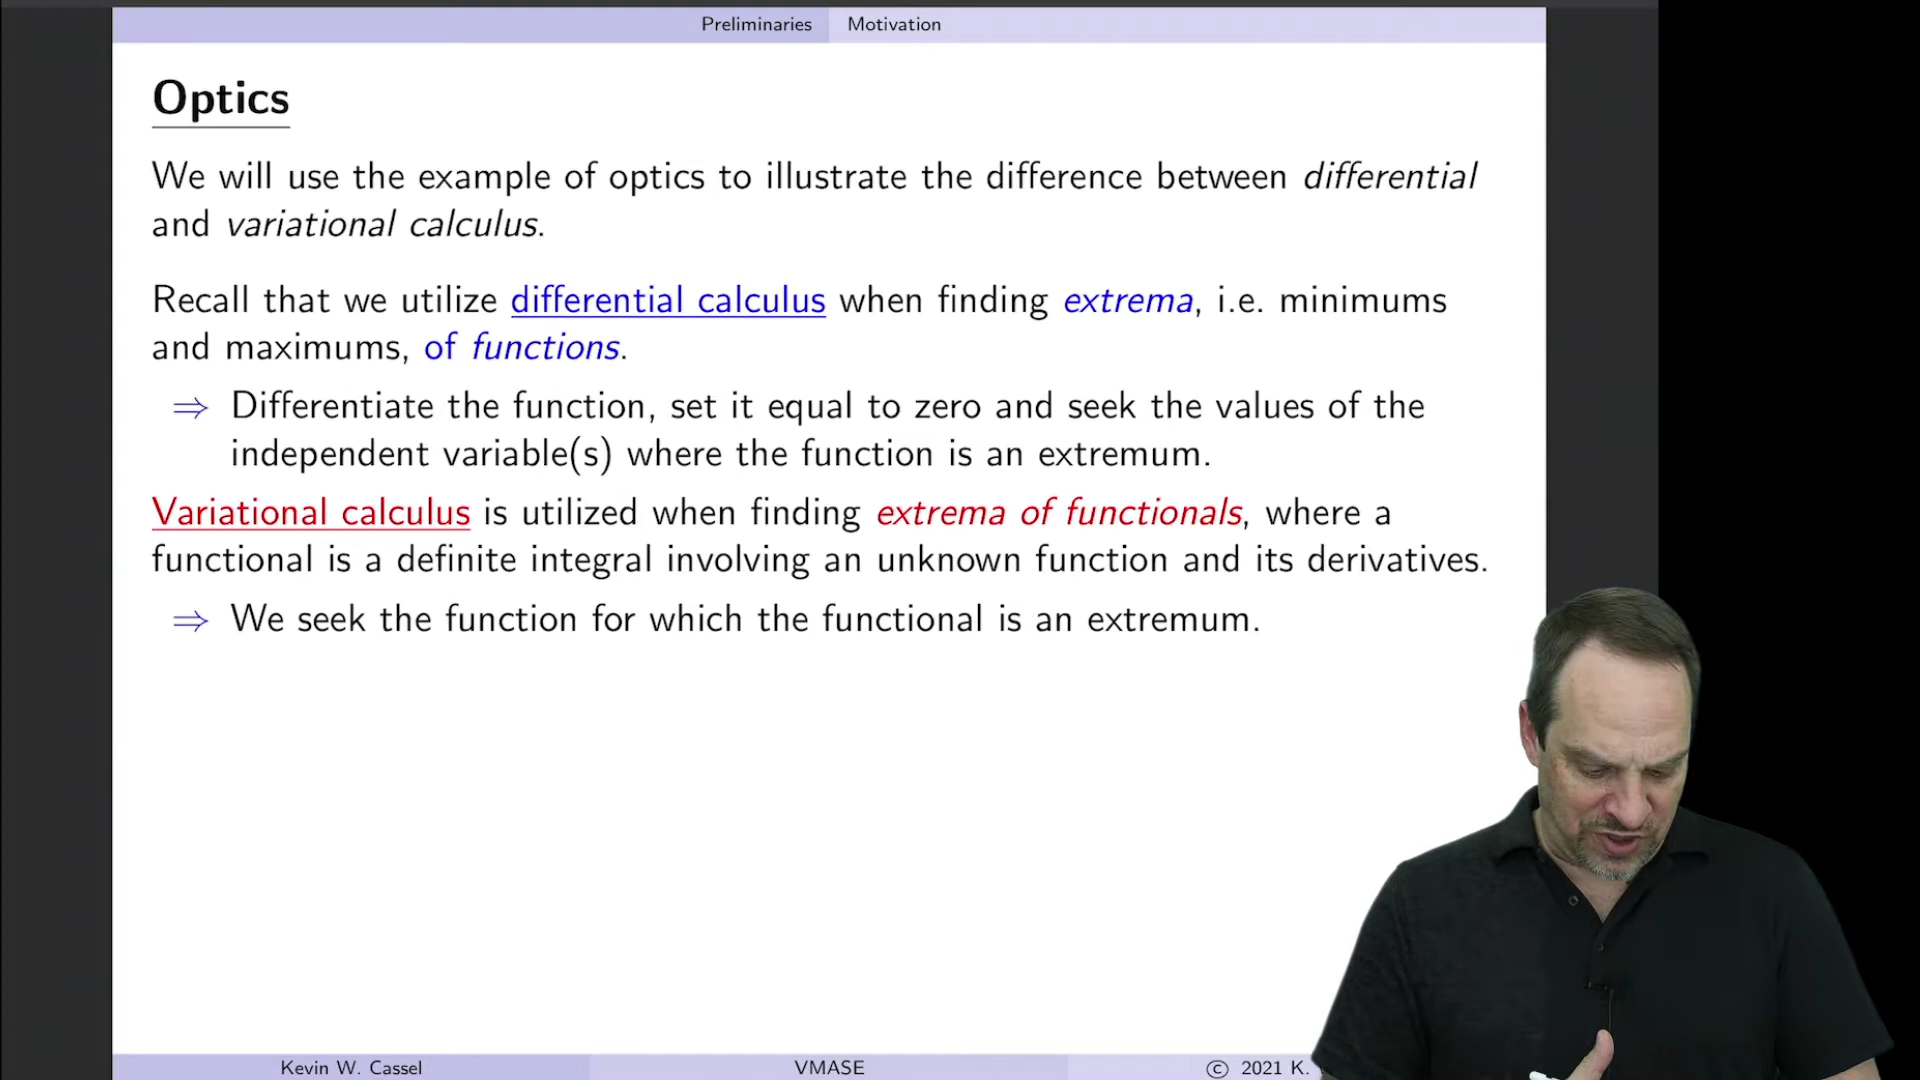 Preliminaries Motivation
Optics
We will use the example of optics to illustrate the difference between differential
and variational calculus.
Recall that we utilize differential calculus when finding extrema, i.e. minimums
and maximums, of functions.
⇒ Differentiate the function, set it equal to zero and seek the values of the
independent variable(s) where the function is an extremum.
Variational calculus is utilized when finding extrema of functionals, where a
functional is a definite integral involving an unknown function and its derivatives.
⇒ We seek the function for which the functional is an extremum.
Kevin W. Cassel VMASE © 2021 K.